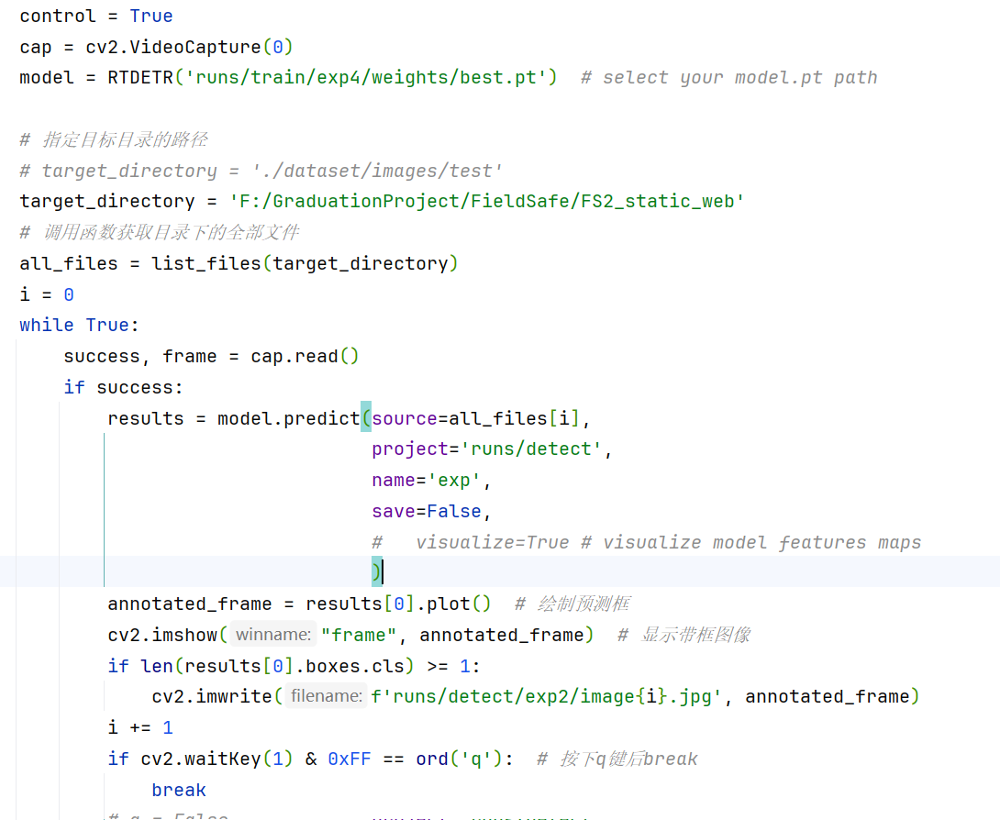 control = True
cap = cv2.VideoCapture(0)
model = RTDETR('runs/train/exp4/weights/best.pt')  # select your model.pt path
# 指定目标目录的路径
# target_directory = './dataset/images/test'
target_directory = 'F:/GraduationProject/FieldSafe/FS2_static_web'
# 调用函数获取目录下的全部文件
all_files = list_files(target_directory)
i = 0
while True:
    success, frame = cap.read()
    if success:
        results = model.predict(source=all_files[i],
                                project='runs/detect',
                                name='exp',
                                save=False,
                                #   visualize=True # visualize model features maps
                                )
        annotated_frame = results[0].plot()  # 绘制预测框
        cv2.imshow( winname: "frame", annotated_frame)  # 显示带框图像
        if len(results[0].boxes.cls) >= 1:
            cv2.imwrite( filename: f'runs/detect/exp2/image{i}.jpg', annotated_frame)
        i += 1
        if cv2.waitKey(1) & 0xFF == ord('q'):  # 按下q键后break
            break